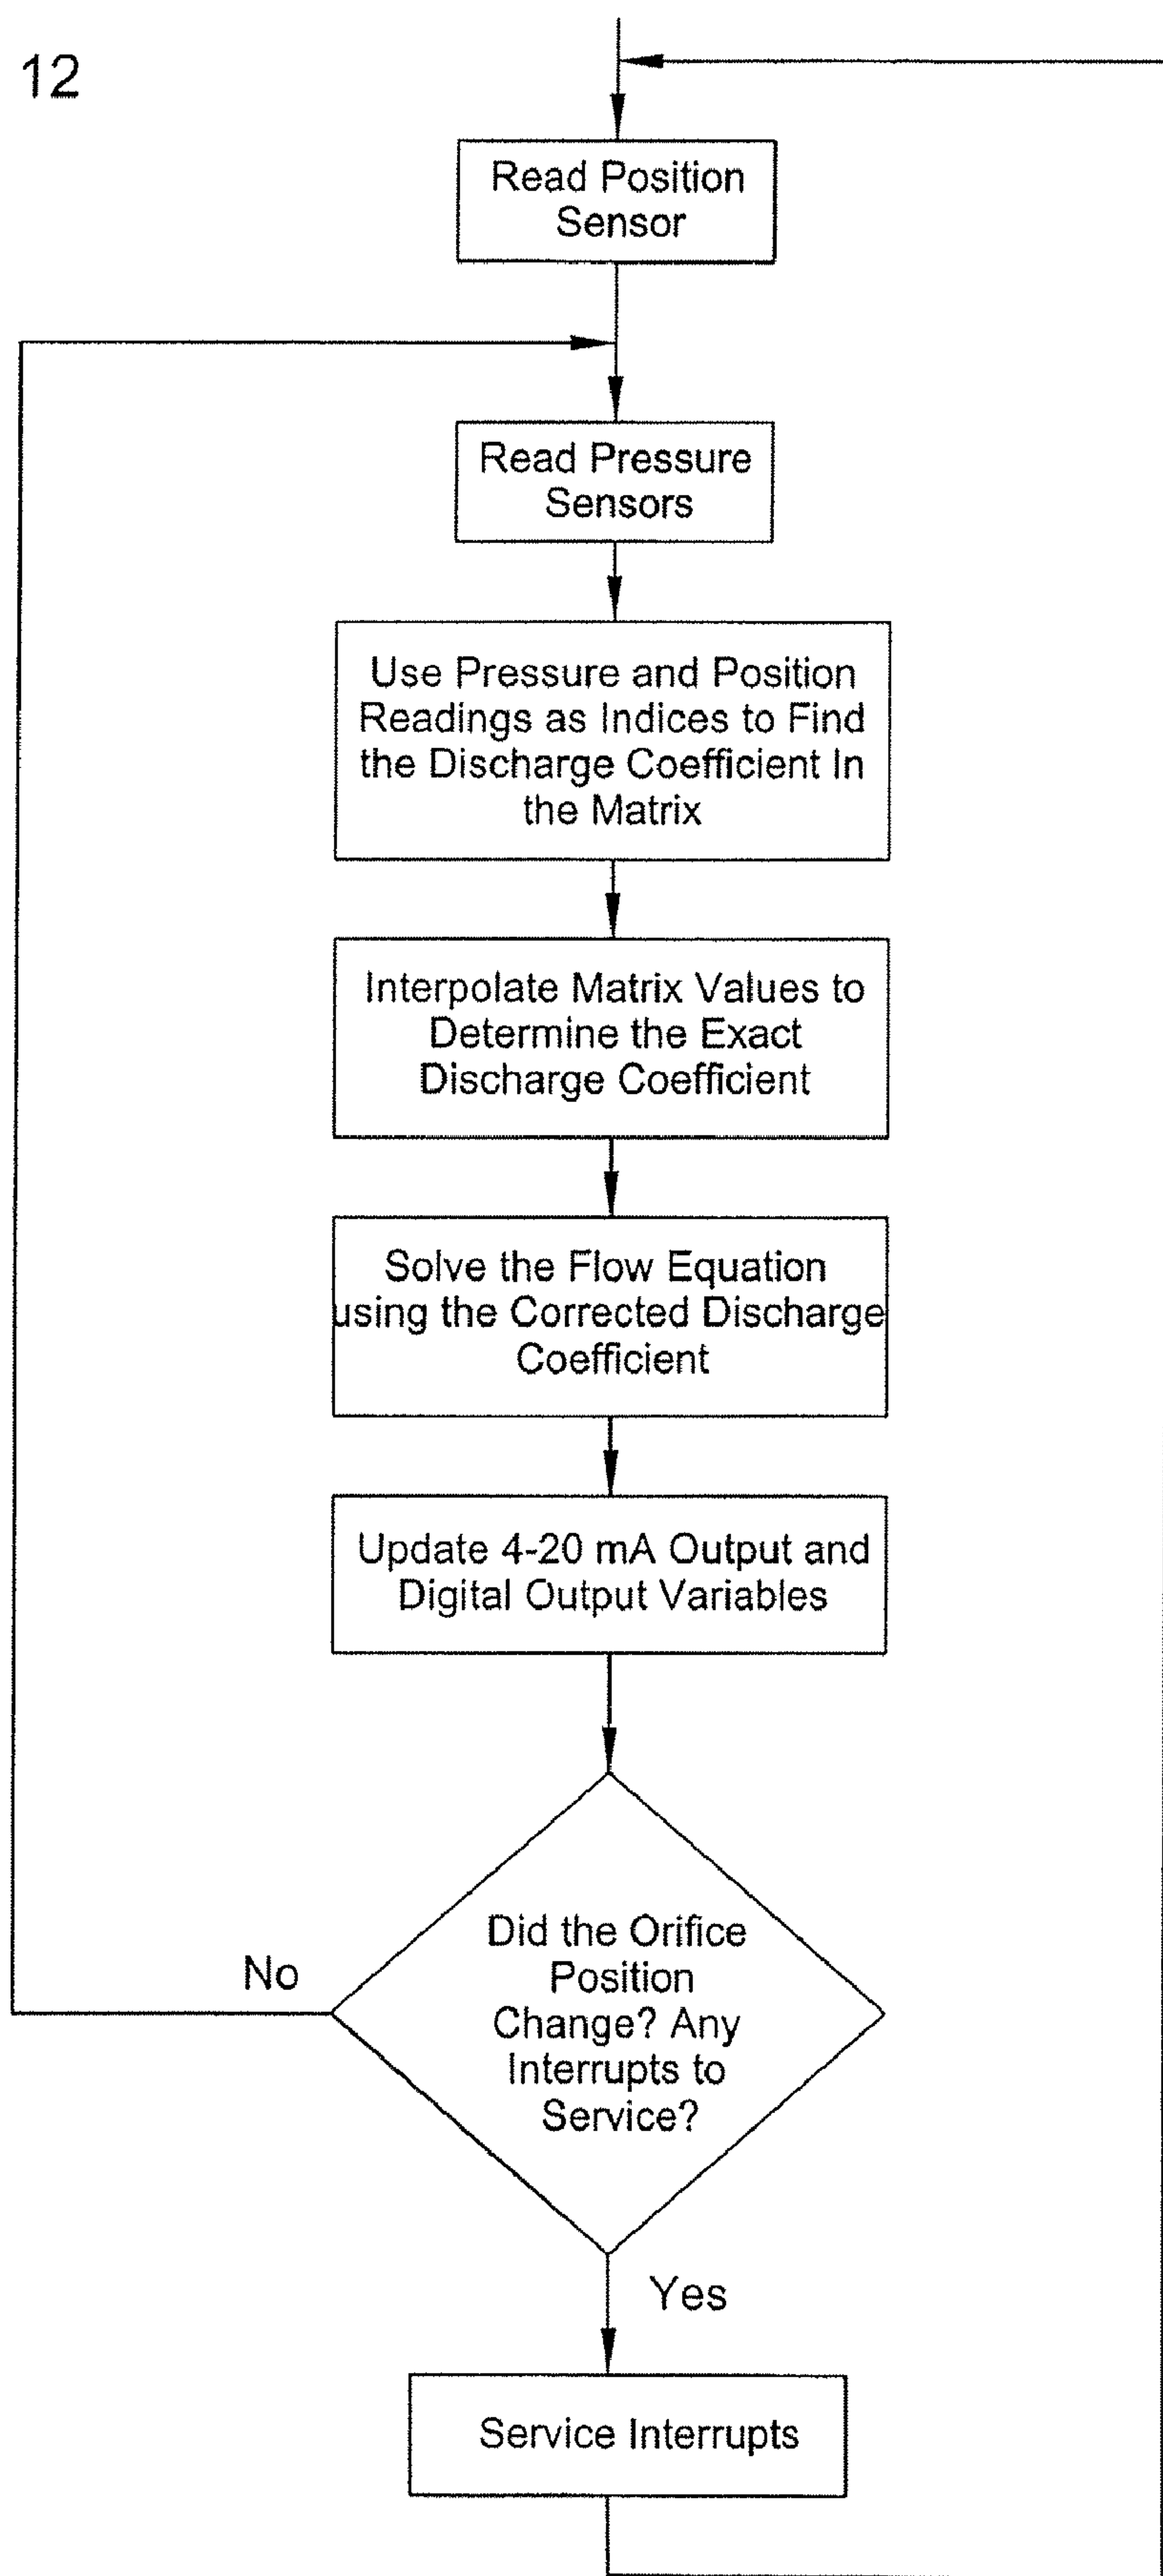 12
Read Position
Sensor
Read Pressure
Sensors
Use Pressure and Position
Readings as Indices to Find
the Discharge Coefficient In
the Matrix
Interpolate Matrix Values to
Determine the Exact
Discharge Coefficient
Solve the Flow Equation
using the Corrected Discharge
Coefficient
Update 4-20 mA Output and
Digital Output Variables
Did the Orifice
Position
Change? Any
Interrupts to
Service?
No
Yes
Service Interrupts